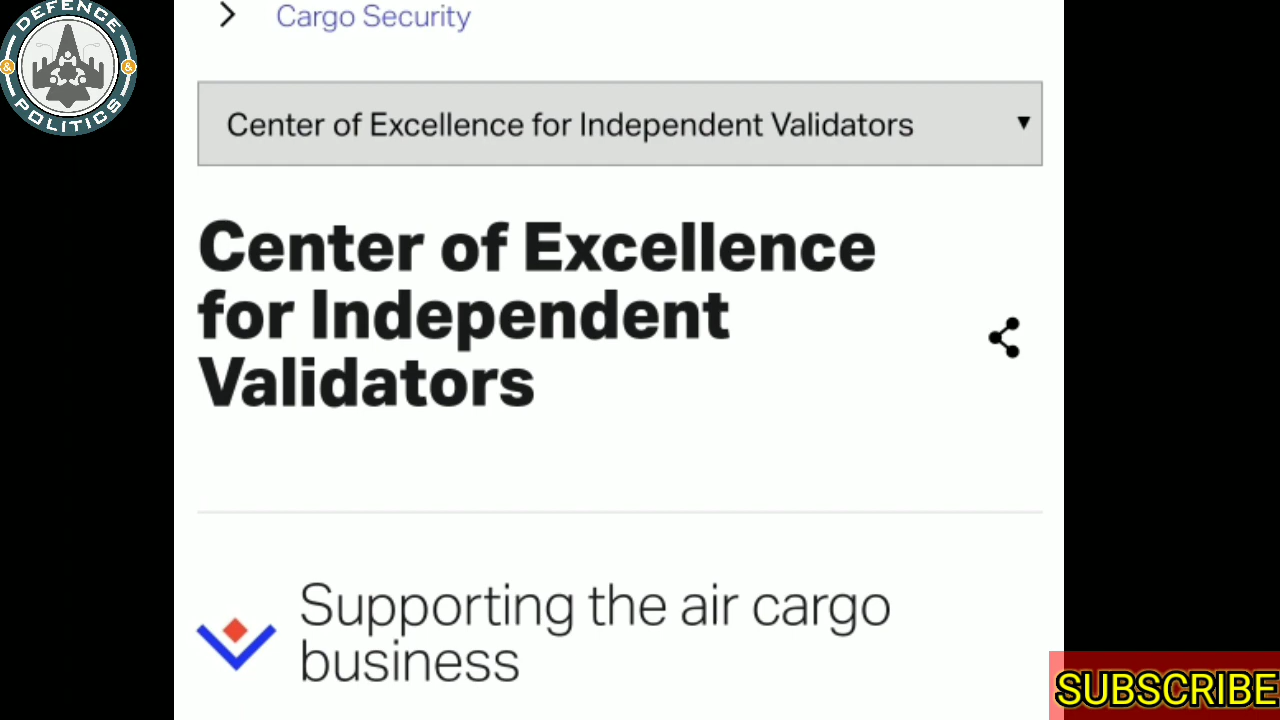 DEFENCE
& &
POLITICS
Cargo Security
Center of Excellence for Independent Validators
Center of Excellence
for Independent
Validators
Supporting the air cargo
business
SUBSCRIBE